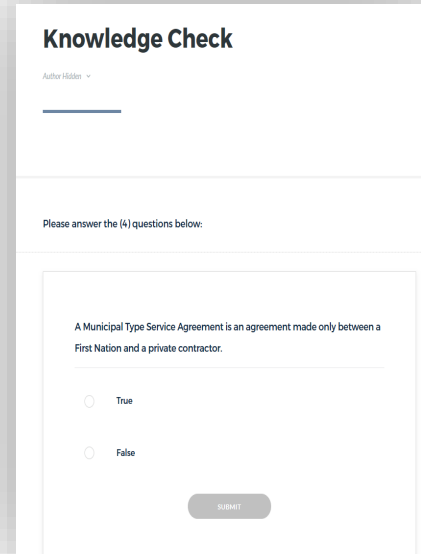 Knowledge Check
Author Hidden
Please answer the (4) questions below:
A Municipal Type Service Agreement is an agreement made only between a
First Nation and a private contractor.
True
False
SUBMIT